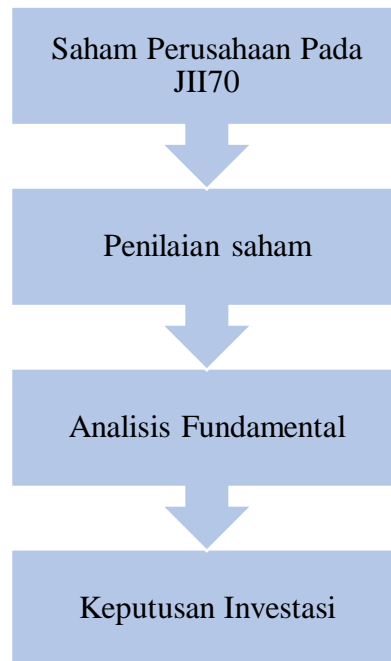 Saham Perusahaan Pada
JII70
Penilaian saham
Analisis Fundamental
Keputusan Investasi